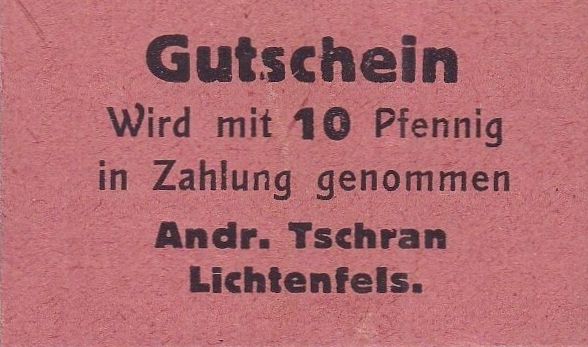 Gutschein
Wird mit 10 Pfennig
in Zahlung genommen
Andr. Tschran
Lichtenfels.